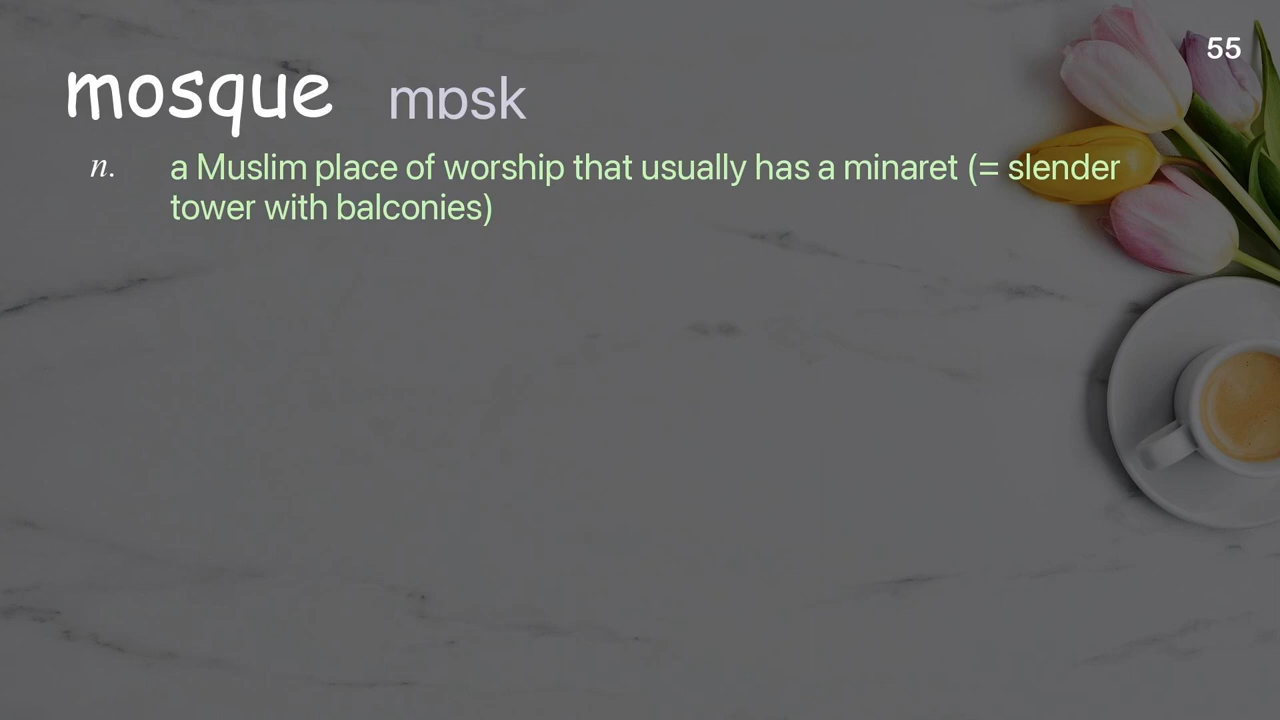 55
mosque mɒsk
n. a Muslim place of worship that usually has a minaret (= slender
tower with balconies)